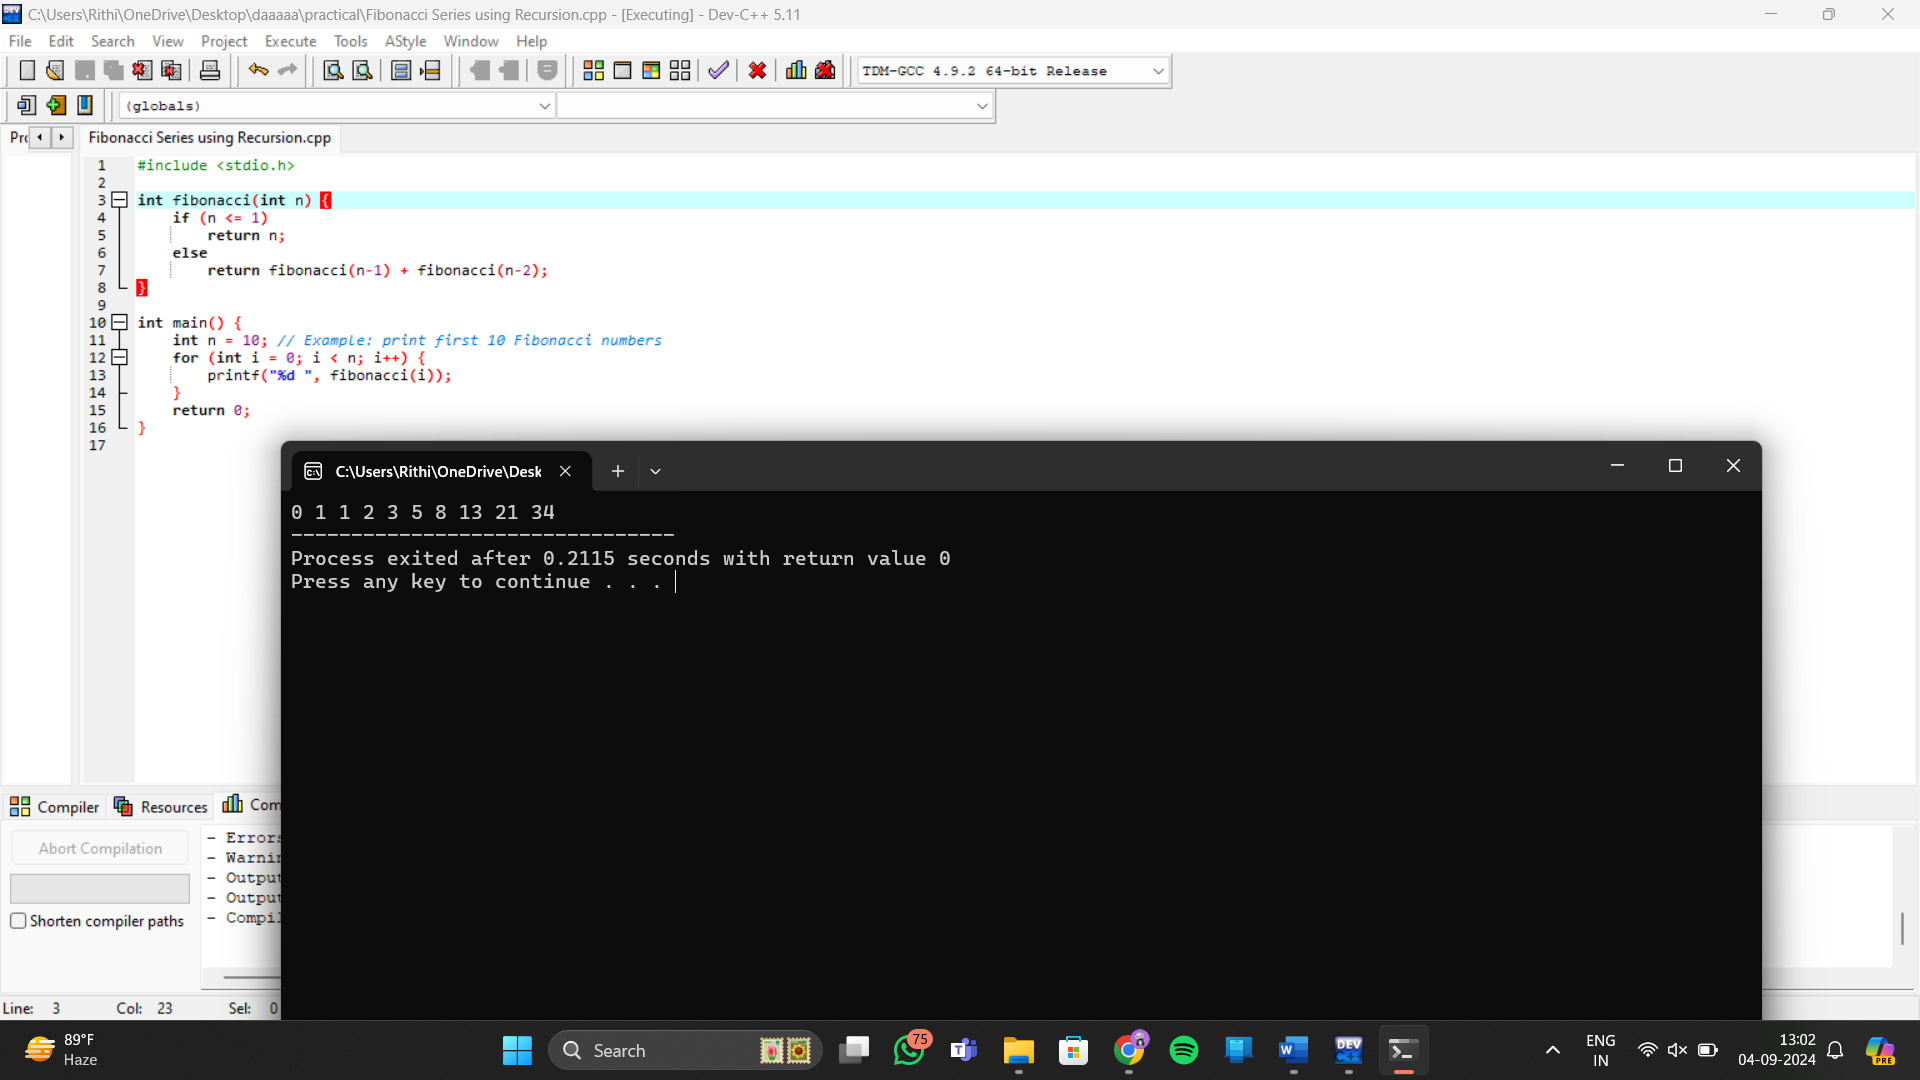 C:\Users\Rithi\OneDrive\Desktop\daaaaa\practical\Fibonacci Series using Recursion.cpp - [Executing] - Dev-C++ 5.11
File Edit Search View Project Execute Tools AStyle Window Help
TDM-GCC 4.9.2 64-bit Release
(globals)
Fibonacci Series using Recursion.cpp
1 #include <stdio.h>
2
3 int fibonacci(int n) {
4 if (n <= 1)
5 return n;
6 else
7 return fibonacci(n-1) + fibonacci(n-2);
8 }
9
10 int main() {
11 int n = 10; // Example: print first 10 Fibonacci numbers
12 for (int i = 0; i < n; i++) {
13 printf("%d ", fibonacci(i));
14 }
15 return 0;
16 }
17
C:\Users\Rithi\OneDrive\Desk
0 1 1 2 3 5 8 13 21 34
--------------------------------
Process exited after 0.2115 seconds with return value 0
Press any key to continue . . .
Compiler Resources Com
Abort Compilation
Shorten compiler paths
- Errors
- Warnin
- Output
- Output
- Compil
Line: 3 Col: 23 Sel: 0
89°F
Haze
Search
75
DEV
C++
ENG
IN
13:02
04-09-2024
PRE